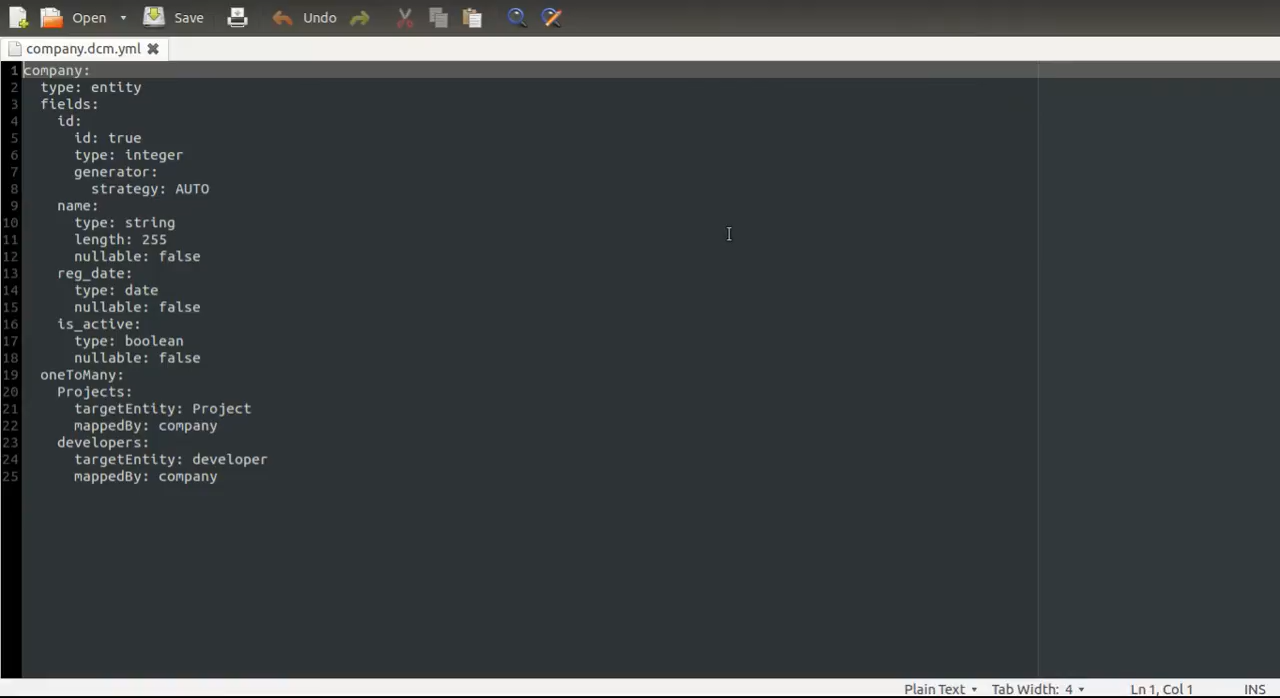 Open Save Undo
company.dcm.yml
1 company:
2   type: entity
3   fields:
4     id:
5       id: true
6       type: integer
7       generator:
8         strategy: AUTO
9     name:
10       type: string
11       length: 255
12       nullable: false
13     reg_date:
14       type: date
15       nullable: false
16     is_active:
17       type: boolean
18       nullable: false
19   oneToMany:
20     Projects:
21       targetEntity: Project
22       mappedBy: company
23     developers:
24       targetEntity: developer
25       mappedBy: company
Plain Text Tab Width: 4 Ln 1, Col 1 INS